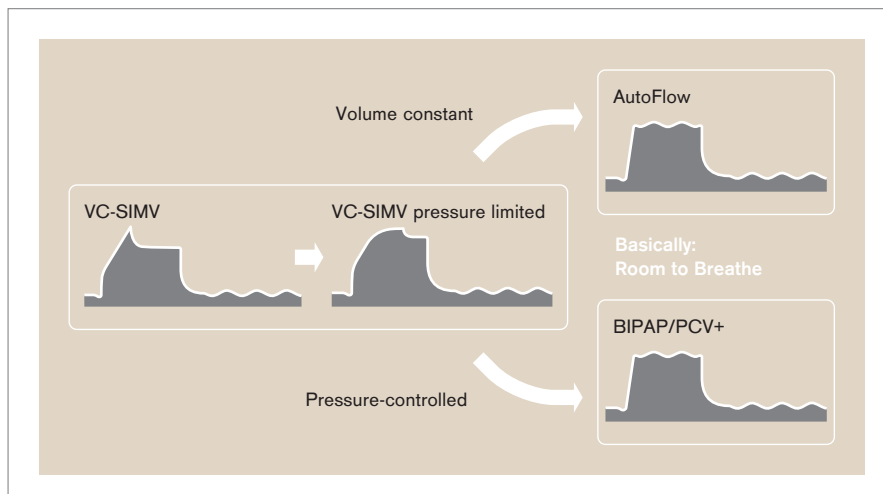 Volume constant
AutoFlow
VC-SIMV
VC-SIMV pressure limited
Basically:
Room to Breathe
BIPAP/PCV+
Pressure-controlled